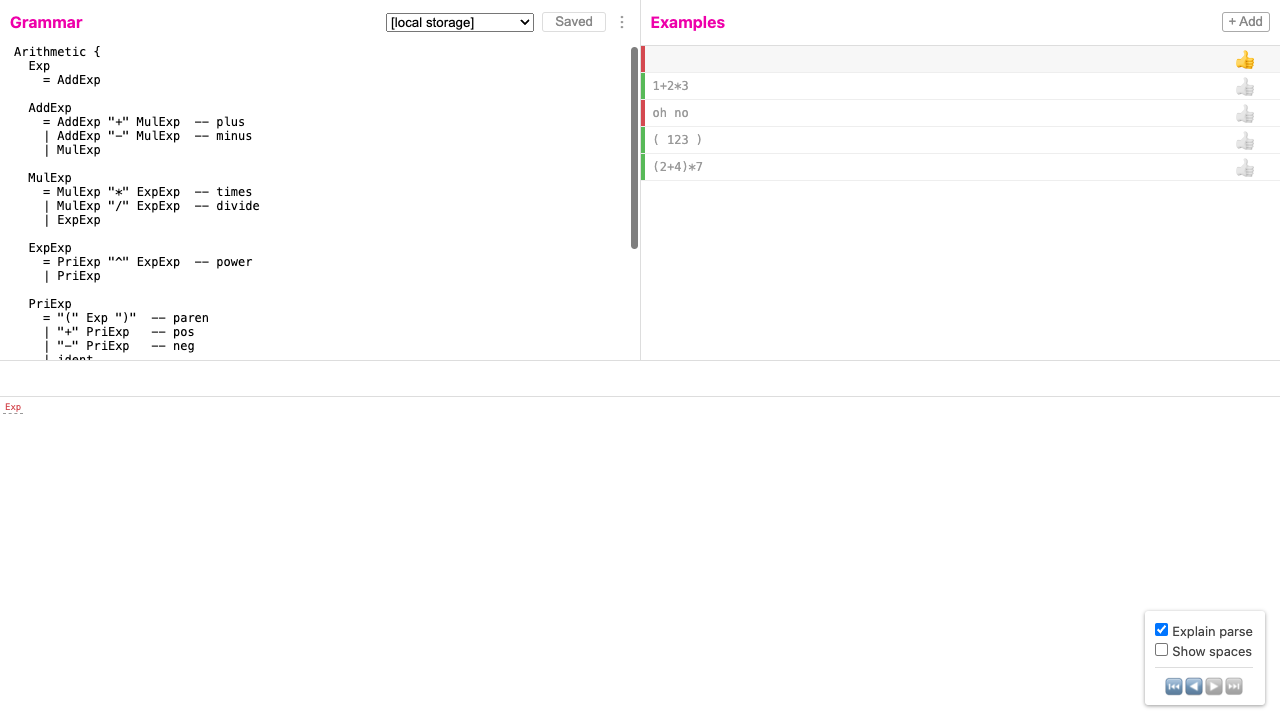 Grammar
[local storage]
Saved
Arithmetic {
  Exp
    = AddExp
  AddExp
    = AddExp "+" MulExp  -- plus
    | AddExp "-" MulExp  -- minus
    | MulExp
  MulExp
    = MulExp "*" ExpExp  -- times
    | MulExp "/" ExpExp  -- divide
    | ExpExp
  ExpExp
    = PriExp "^" ExpExp  -- power
    | PriExp
  PriExp
    = "(" Exp ")"  -- paren
    | "+" PriExp   -- pos
    | "-" PriExp   -- neg
    | ident
Examples
+ Add
1+2*3
oh no
( 123 )
(2+4)*7
Exp
Explain parse
Show spaces